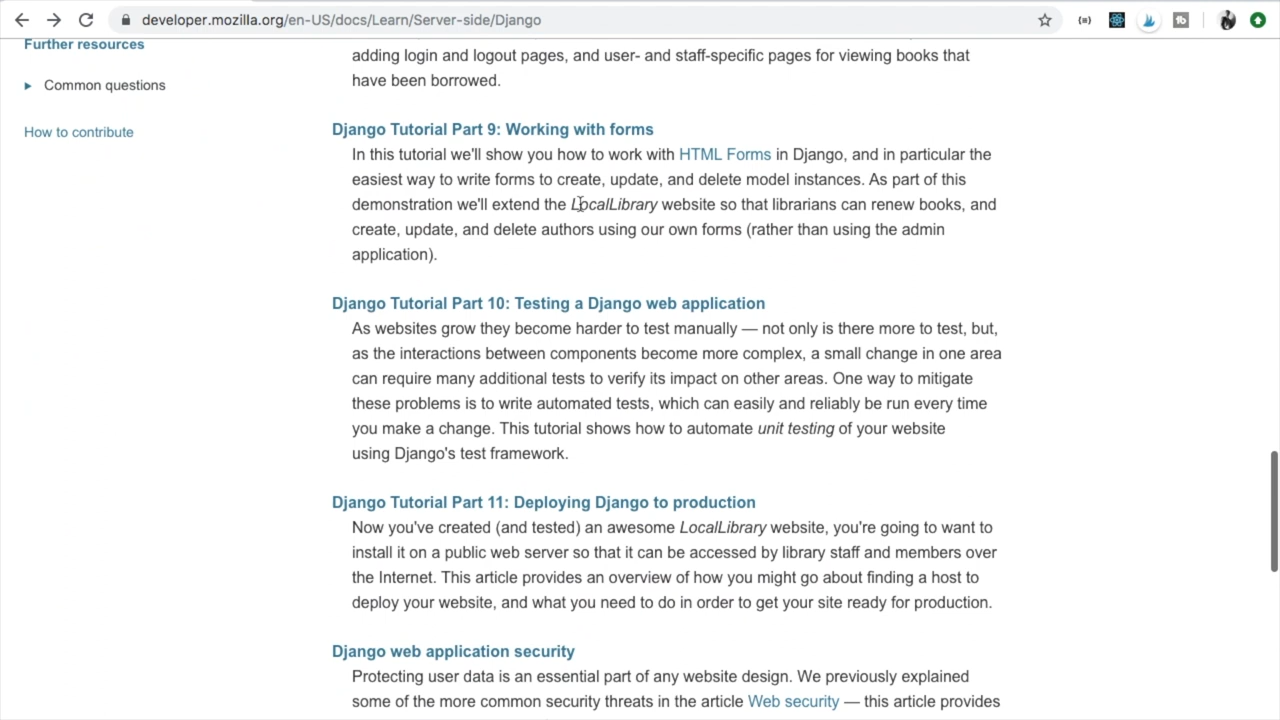 developer.mozilla.org/en-US/docs/Learn/Server-side/Django
Further resources
Common questions
How to contribute
adding login and logout pages, and user- and staff-specific pages for viewing books that
have been borrowed.
Django Tutorial Part 9: Working with forms
In this tutorial we'll show you how to work with HTML Forms in Django, and in particular the
easiest way to write forms to create, update, and delete model instances. As part of this
demonstration we'll extend the LocalLibrary website so that librarians can renew books, and
create, update, and delete authors using our own forms (rather than using the admin
application).
Django Tutorial Part 10: Testing a Django web application
As websites grow they become harder to test manually — not only is there more to test, but,
as the interactions between components become more complex, a small change in one area
can require many additional tests to verify its impact on other areas. One way to mitigate
these problems is to write automated tests, which can easily and reliably be run every time
you make a change. This tutorial shows how to automate unit testing of your website
using Django's test framework.
Django Tutorial Part 11: Deploying Django to production
Now you've created (and tested) an awesome LocalLibrary website, you're going to want to
install it on a public web server so that it can be accessed by library staff and members over
the Internet. This article provides an overview of how you might go about finding a host to
deploy your website, and what you need to do in order to get your site ready for production.
Django web application security
Protecting user data is an essential part of any website design. We previously explained
some of the more common security threats in the article Web security — this article provides